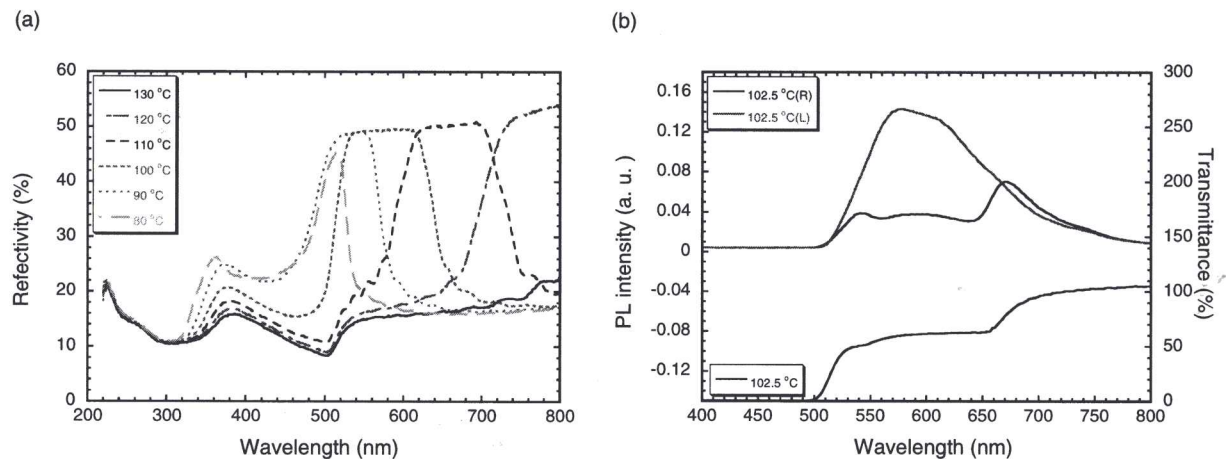 (a)
60
50
40
30
20
10
0
Refectivity (%)
130 °C
120 °C
110 °C
100 °C
90 °C
80 °C
200 300 400 500 600 700 800
Wavelength (nm)
(b)
0.16
0.12
0.08
0.04
0
-0.04
-0.08
-0.12
PL intensity (a. u.)
102.5 °C(R)
102.5 °C(L)
102.5 °C
300
250
200
150
100
50
0
Transmittance (%)
400 450 500 550 600 650 700 750 800
Wavelength (nm)